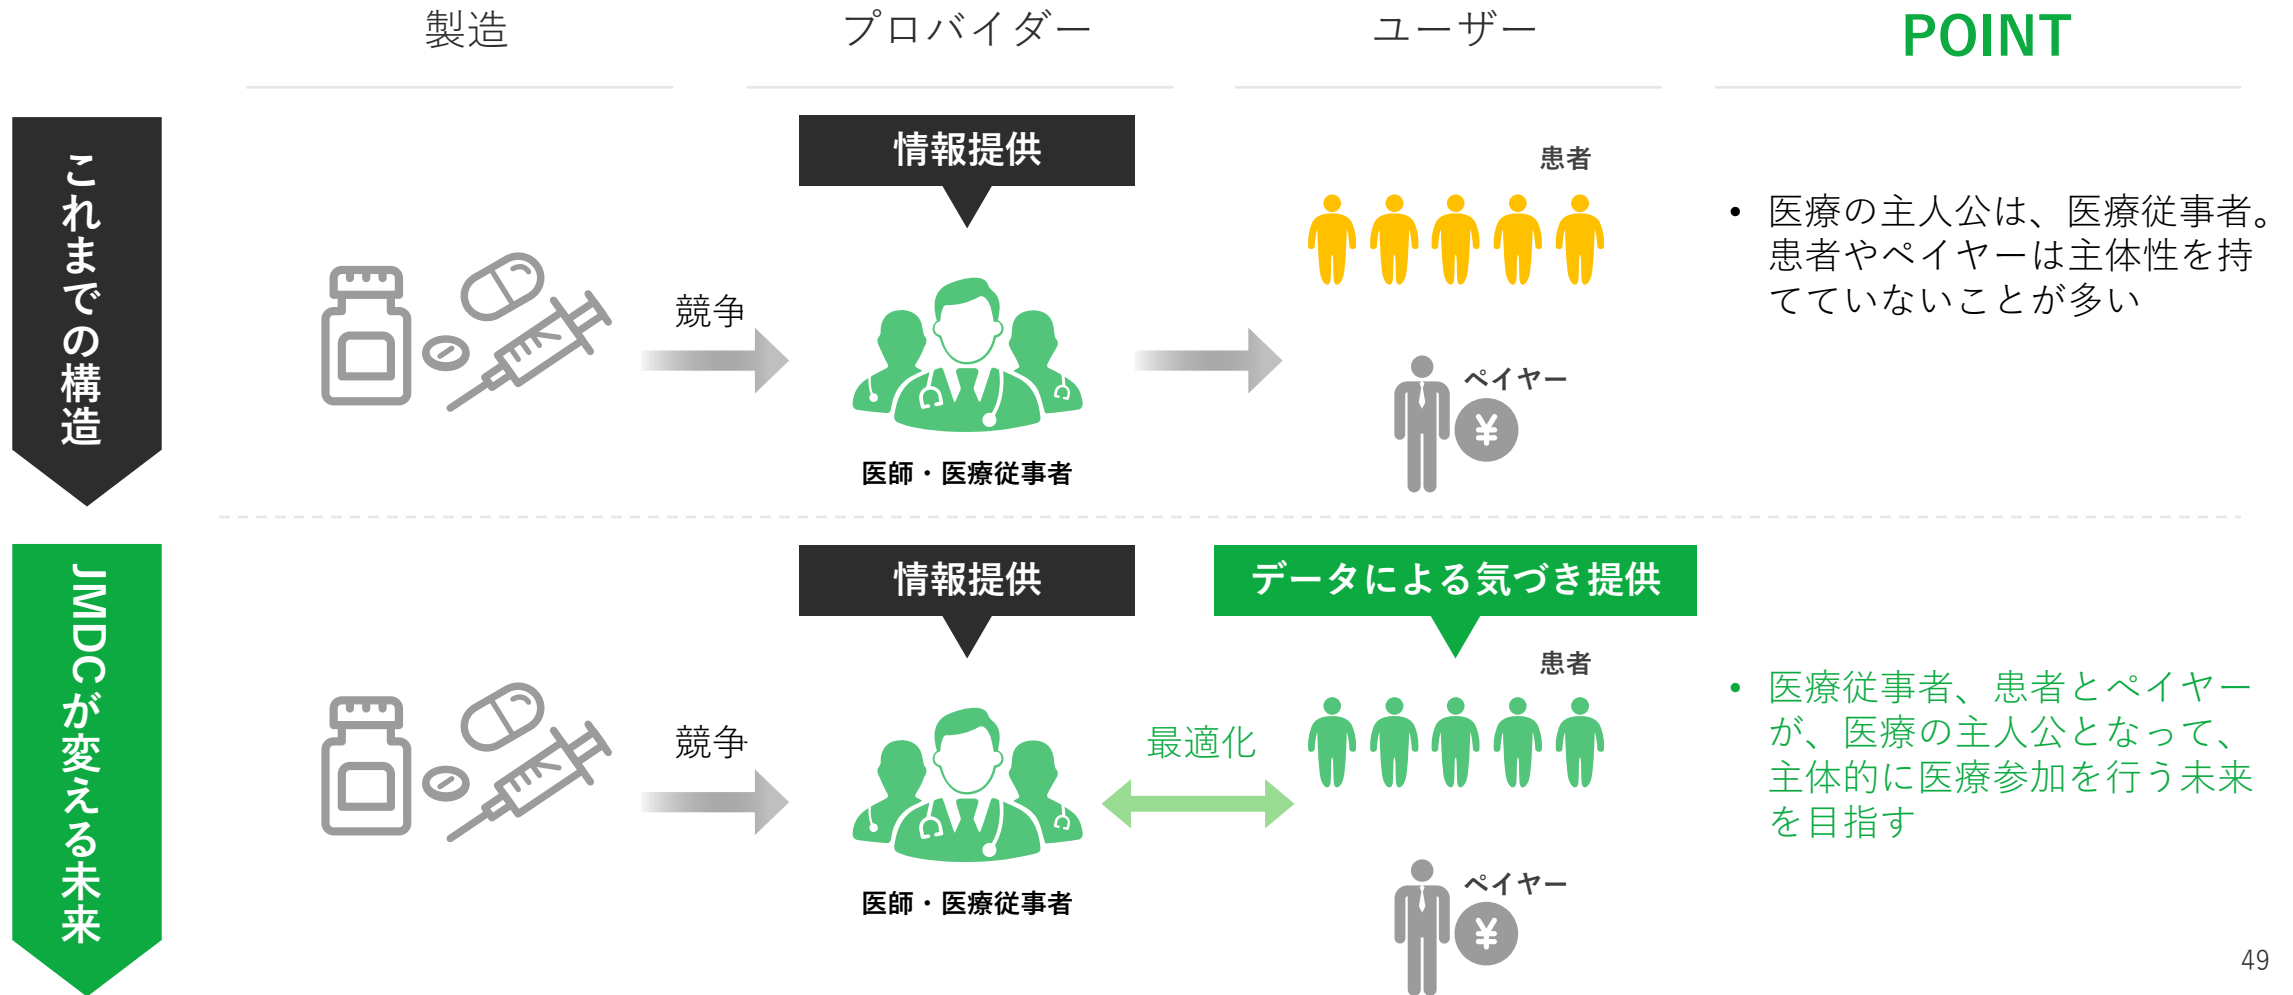 製造
プロバイダー
ユーザー
POINT
これまでの構造
情報提供
患者
競争
ペイヤー
¥
医師・医療従事者
• 医療の主人公は、医療従事者。
患者やペイヤーは主体性を持
てていないことが多い
JMDCが変える未来
情報提供
データによる気づき提供
患者
競争
最適化
ペイヤー
¥
医師・医療従事者
• 医療従事者、患者とペイヤー
が、医療の主人公となって、
主体的に医療参加を行う未来
を目指す
49